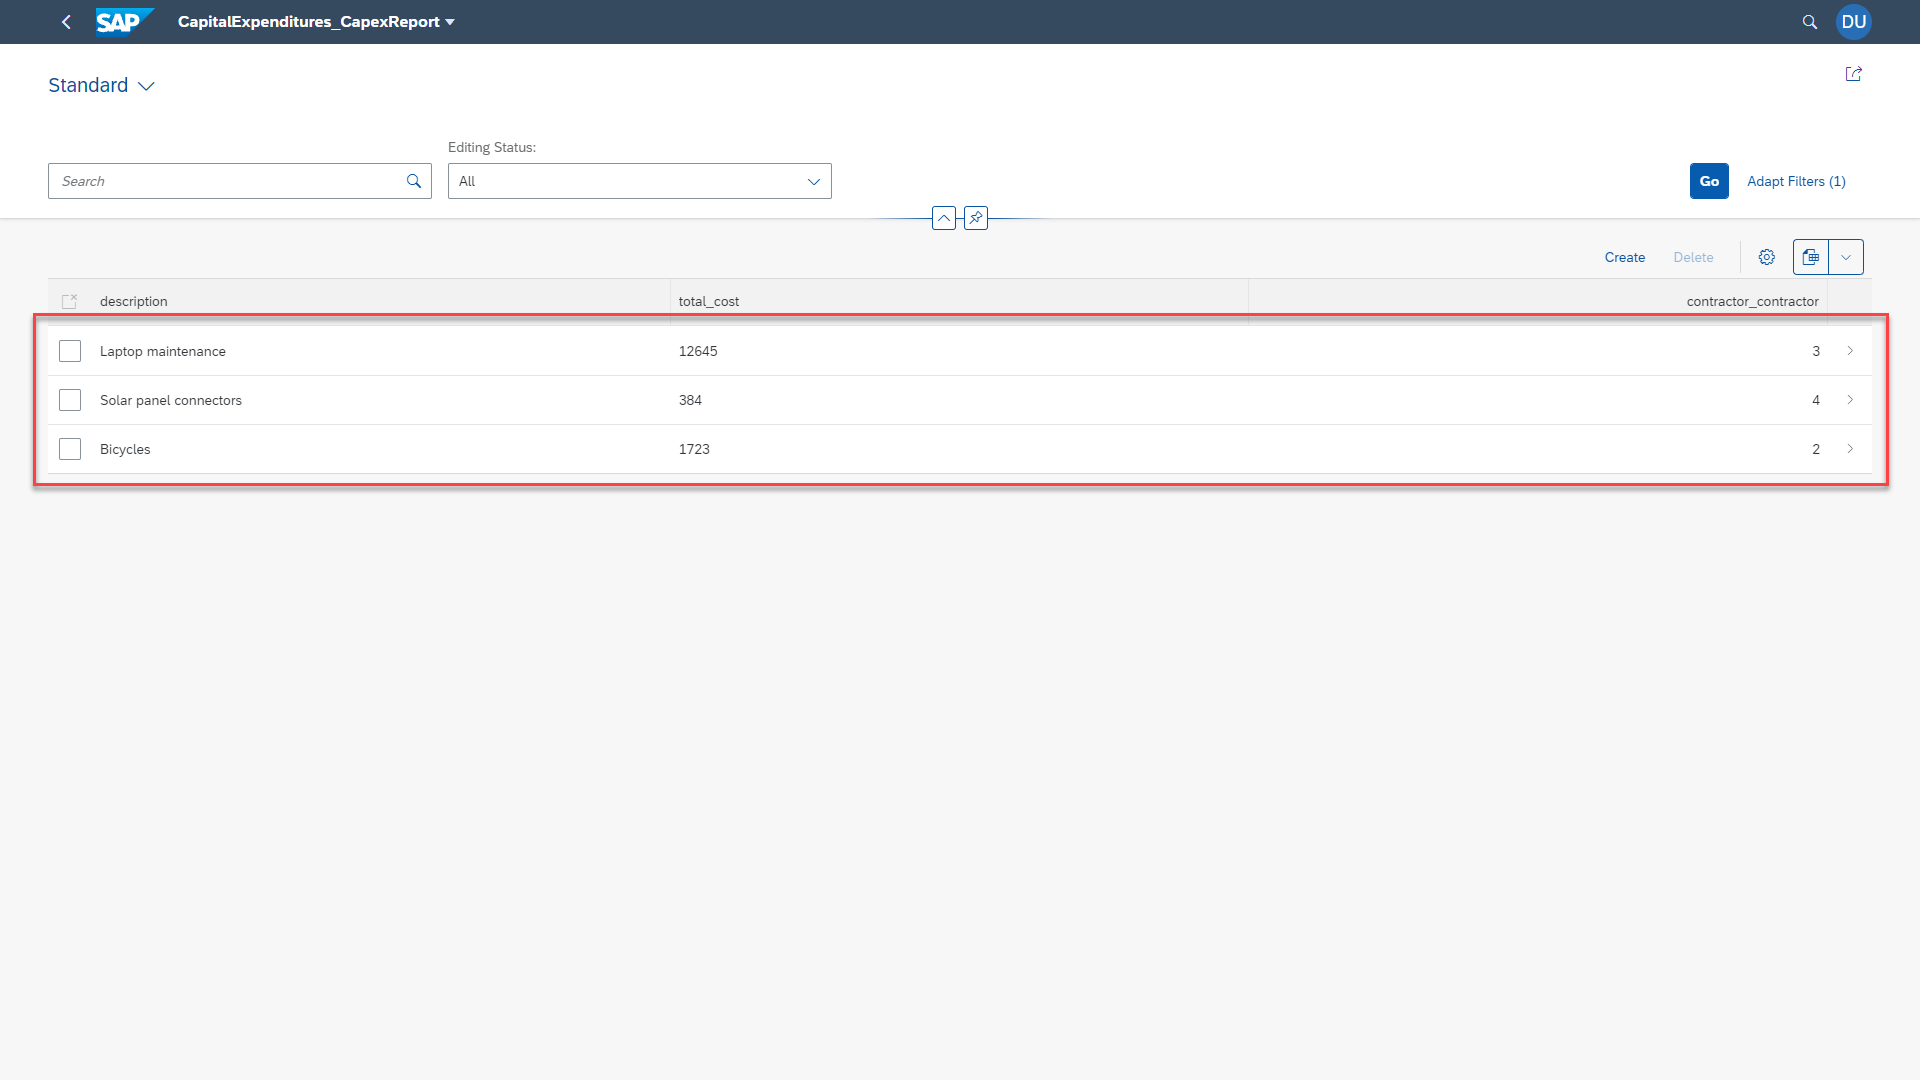 SAP CapitalExpenditures_CapexReport DU
Standard
Editing Status:
Search All Go Adapt Filters (1)
Create Delete
description total_cost contractor_contractor
Laptop maintenance 12645 3
Solar panel connectors 384 4
Bicycles 1723 2